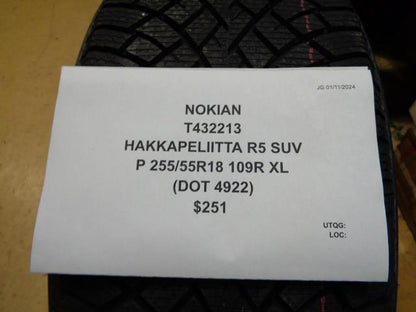 JG 01/11/2024
NOKIAN
T432213
HAKKAPELIITTA R5 SUV
P 255/55R18 109R XL
(DOT 4922)
$251
UTQG:
LOC: